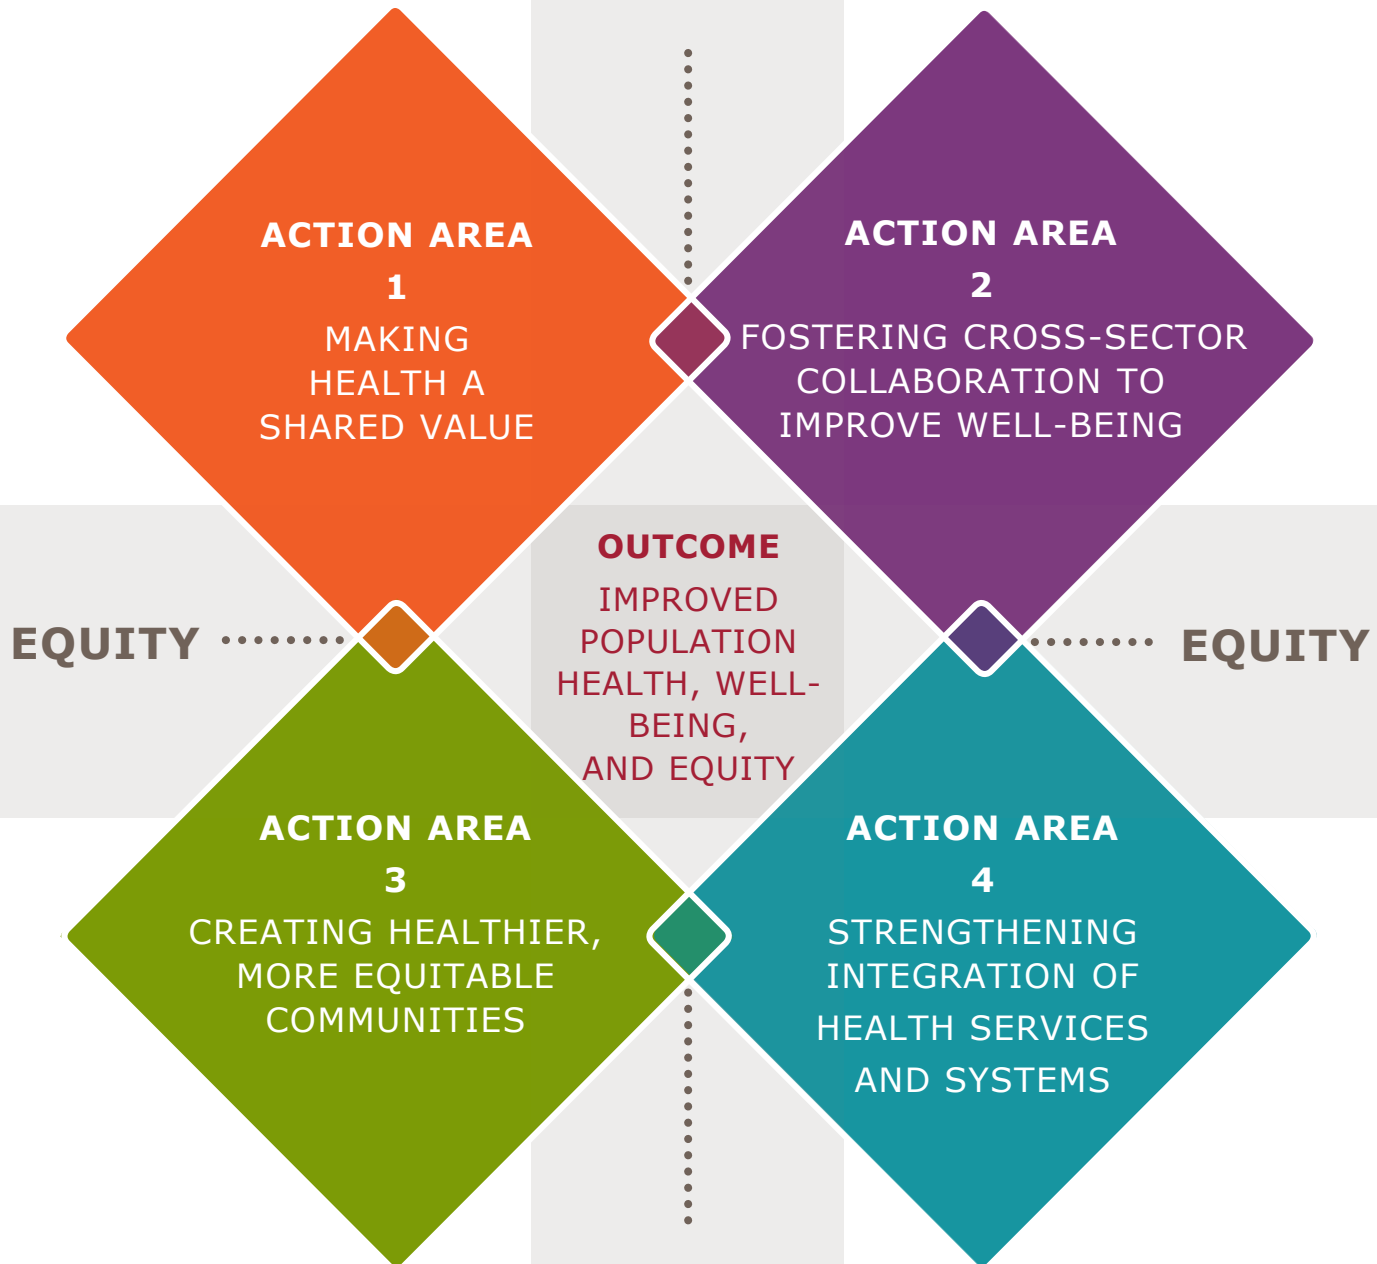 ACTION AREA
1
MAKING
HEALTH A
SHARED VALUE
ACTION AREA
2
FOSTERING CROSS-SECTOR
COLLABORATION TO
IMPROVE WELL-BEING
EQUITY
OUTCOME
IMPROVED
POPULATION
HEALTH, WELL-
BEING,
AND EQUITY
EQUITY
ACTION AREA
3
CREATING HEALTHIER,
MORE EQUITABLE
COMMUNITIES
ACTION AREA
4
STRENGTHENING
INTEGRATION OF
HEALTH SERVICES
AND SYSTEMS